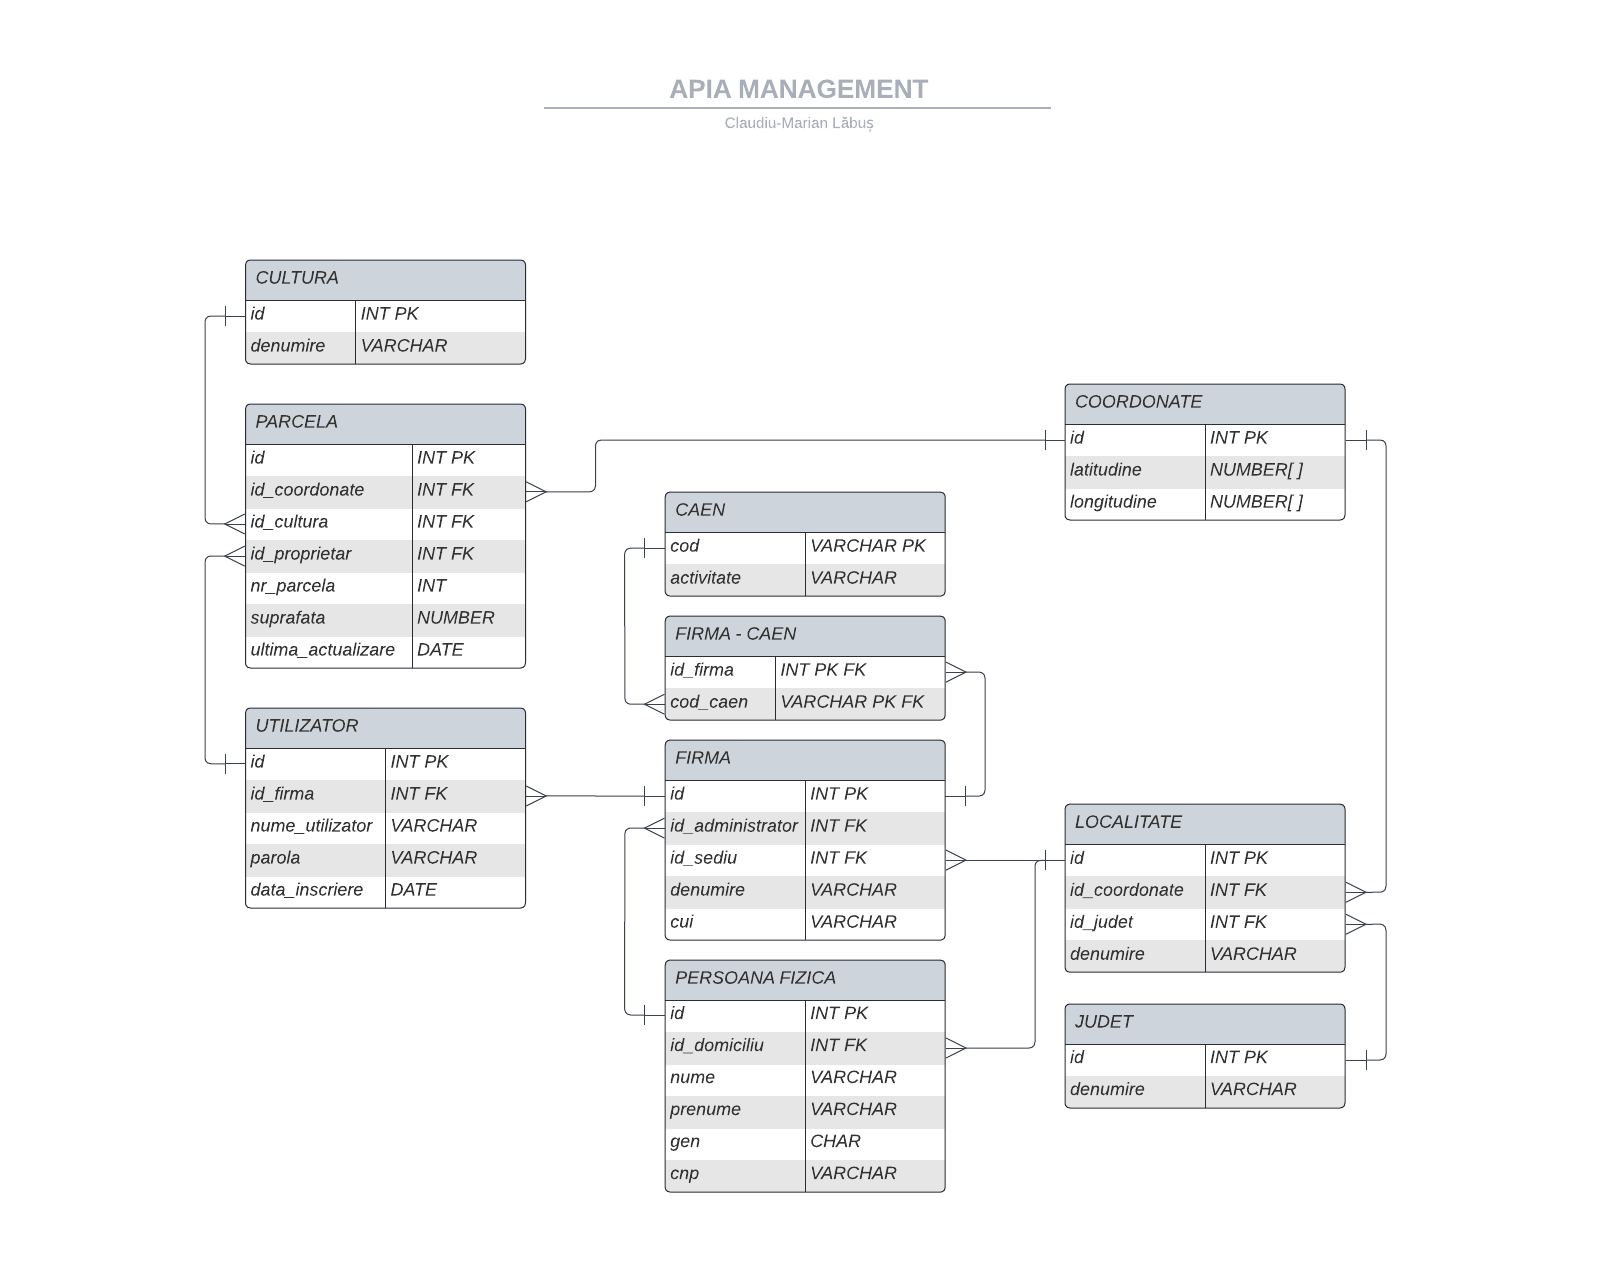 APIA MANAGEMENT
Claudiu-Marian Lăbuș
CULTURA
id INT PK
denumire VARCHAR
PARCELA
id INT PK
id_coordonate INT FK
id_cultura INT FK
id_proprietar INT FK
nr_parcela INT
suprafata NUMBER
ultima_actualizare DATE
UTILIZATOR
id INT PK
id_firma INT FK
nume_utilizator VARCHAR
parola VARCHAR
data_inscriere DATE
CAEN
cod VARCHAR PK
activitate VARCHAR
FIRMA - CAEN
id_firma INT PK FK
cod_caen VARCHAR PK FK
FIRMA
id INT PK
id_administrator INT FK
id_sediu INT FK
denumire VARCHAR
cui VARCHAR
PERSOANA FIZICA
id INT PK
id_domiciliu INT FK
nume VARCHAR
prenume VARCHAR
gen CHAR
cnp VARCHAR
COORDONATE
id INT PK
latitudine NUMBER[ ]
longitudine NUMBER[ ]
LOCALITATE
id INT PK
id_coordonate INT FK
id_judet INT FK
denumire VARCHAR
JUDET
id INT PK
denumire VARCHAR